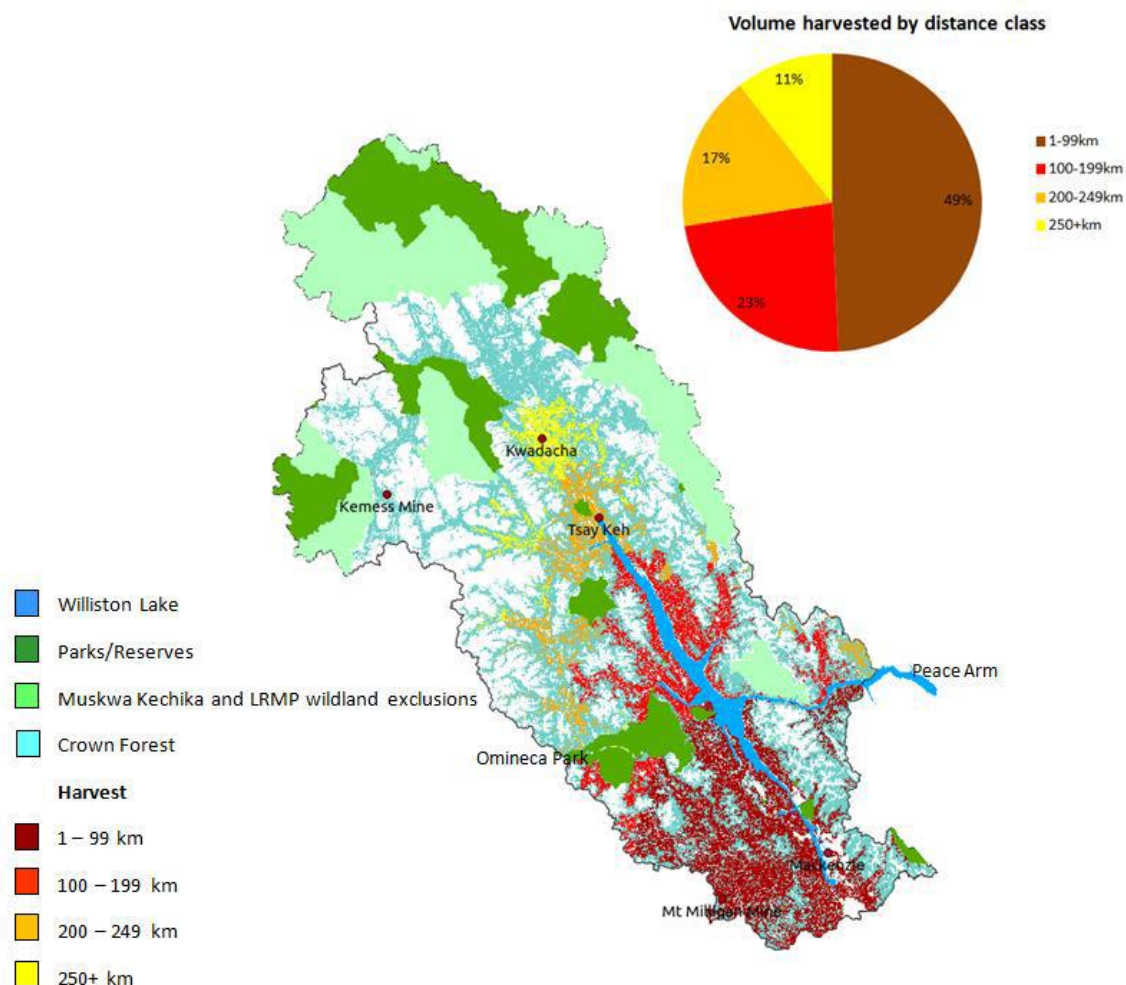 Volume harvested by distance class
11%
17%
49%
23%
1-99km
100-199km
200-249km
250+km
Kwadacha
Kemess Mine
Tsay Keh
Peace Arm
Omineca Park
Mackenzie
Mt Milligan Mine
Williston Lake
Parks/Reserves
Muskwa Kechika and LRMP wildland exclusions
Crown Forest
Harvest
1 – 99 km
100 – 199 km
200 – 249 km
250+ km